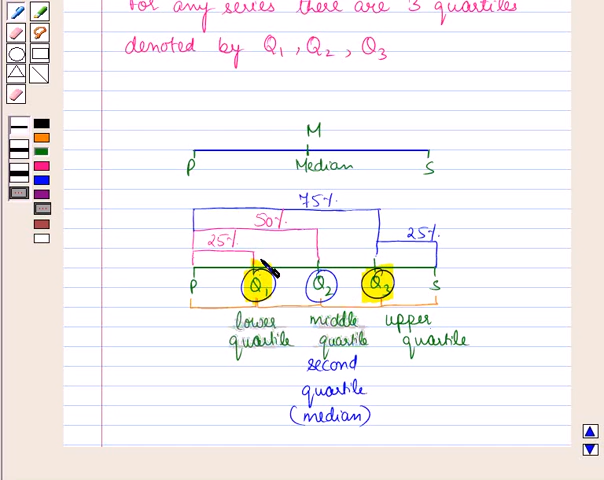 For any series there are 3 quartiles
denoted by Q1, Q2, Q3
M
P Median S
75%
50%
25% 25%
P Q1 Q2 Q3 S
lower middle upper
quartile quartile quartile
second
quartile
(median)